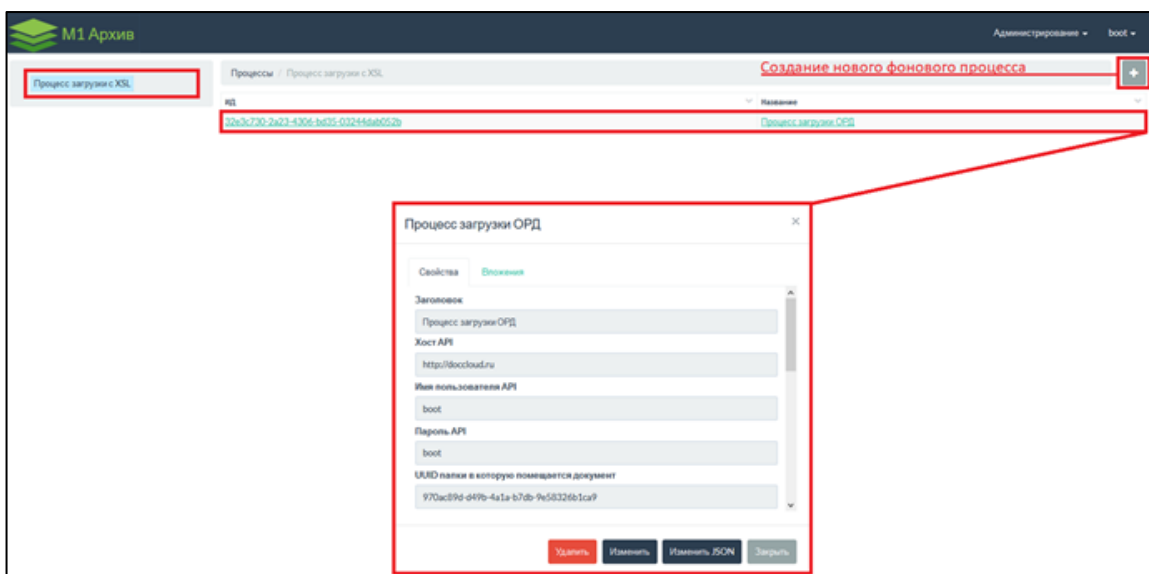 М1 Архив
Администрирование
boot
Процесс загрузки с XSL
Процессы / Процесс загрузки с XSL
Создание нового фонового процесса
+
ИД
Название
32e3c730-2a23-4306-bd35-03244dab052b
Процесс загрузки ОРД
Процесс загрузки ОРД
×
Свойства
Вложения
Заголовок
Процесс загрузки ОРД
Хост API
http://doccloud.ru
Имя пользователя API
boot
Пароль API
boot
UUID папки в которую помещается документ
970ac89d-d49b-4a1a-b7db-9e58326b1ca9
Удалить
Изменить
Изменить JSON
Закрыть